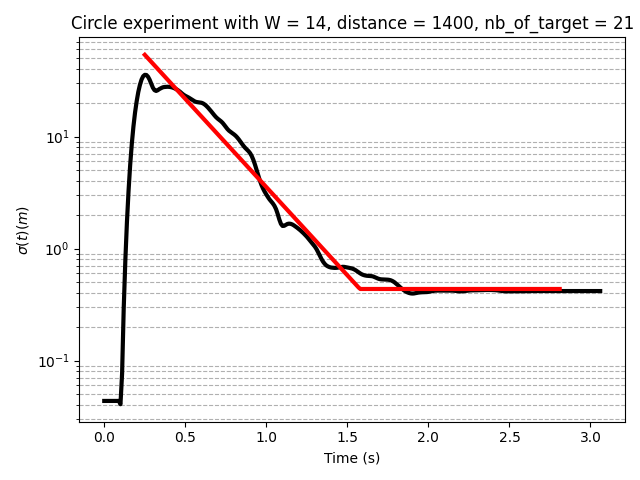 Circle experiment with W = 14, distance = 1400, nb_of_target = 21
σ(t)(m)
10¹
10⁰
10⁻¹
0.0 0.5 1.0 1.5 2.0 2.5 3.0
Time (s)